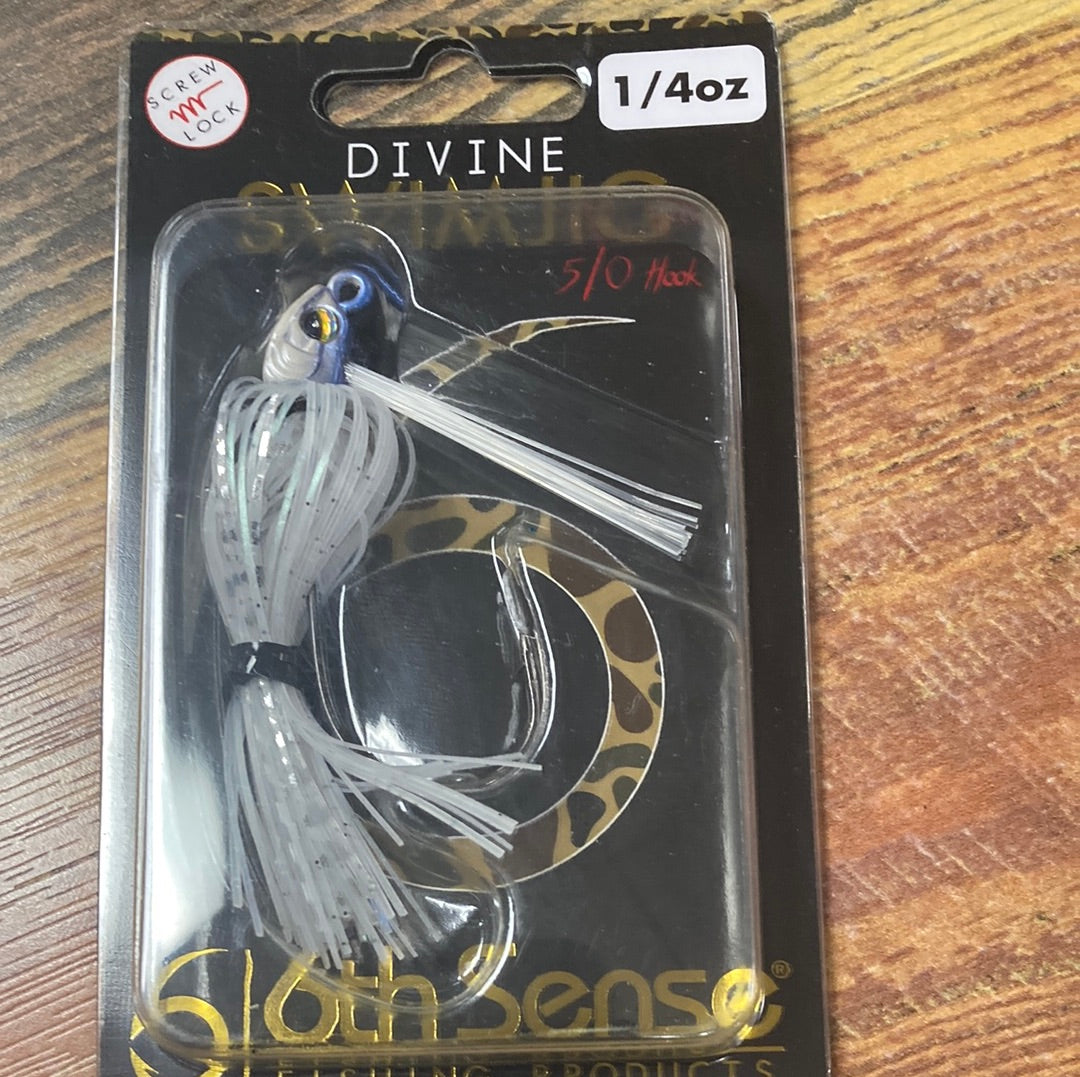 SCREW
LOCK
1/4oz
DIVINE
SWIMJIG
5/0 Hook
6th Sense®
FISHING PRODUCTS